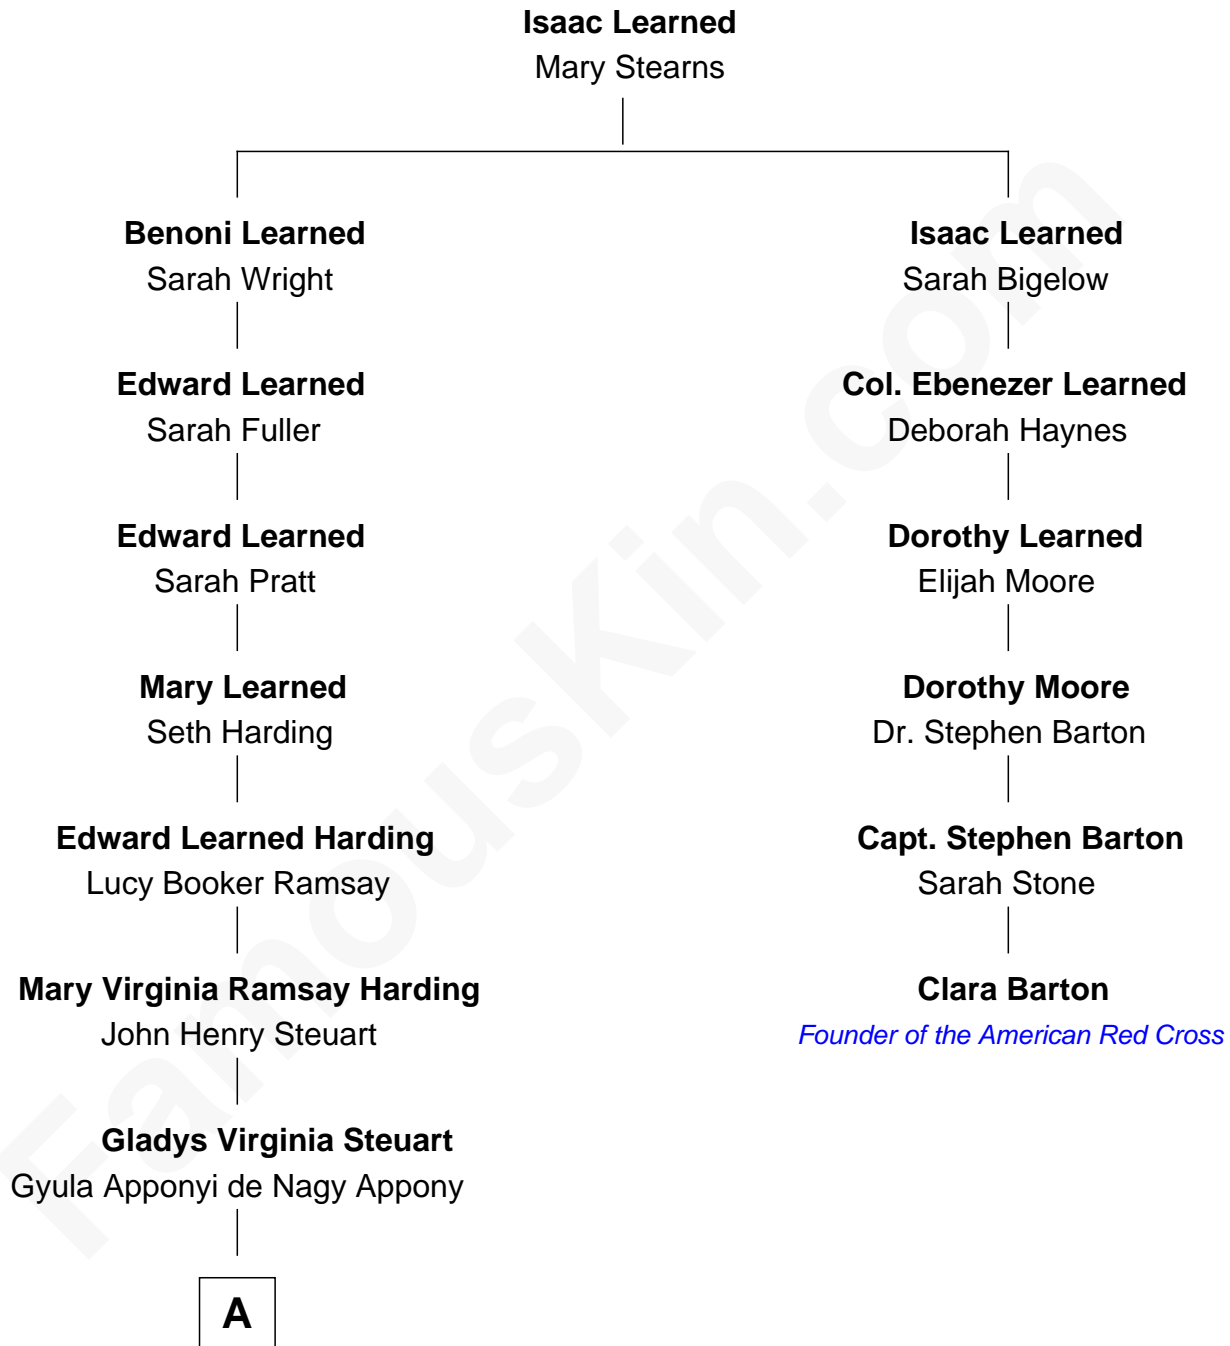 Isaac Learned
Mary Stearns
Benoni Learned
Sarah Wright
Isaac Learned
Sarah Bigelow
Edward Learned
Sarah Fuller
Col. Ebenezer Learned
Deborah Haynes
Edward Learned
Sarah Pratt
Dorothy Learned
Elijah Moore
Mary Learned
Seth Harding
Dorothy Moore
Dr. Stephen Barton
Edward Learned Harding
Lucy Booker Ramsay
Capt. Stephen Barton
Sarah Stone
Mary Virginia Ramsay Harding
John Henry Steuart
Clara Barton
Founder of the American Red Cross
Gladys Virginia Steuart
Gyula Apponyi de Nagy Appony
A
FamousKin.com